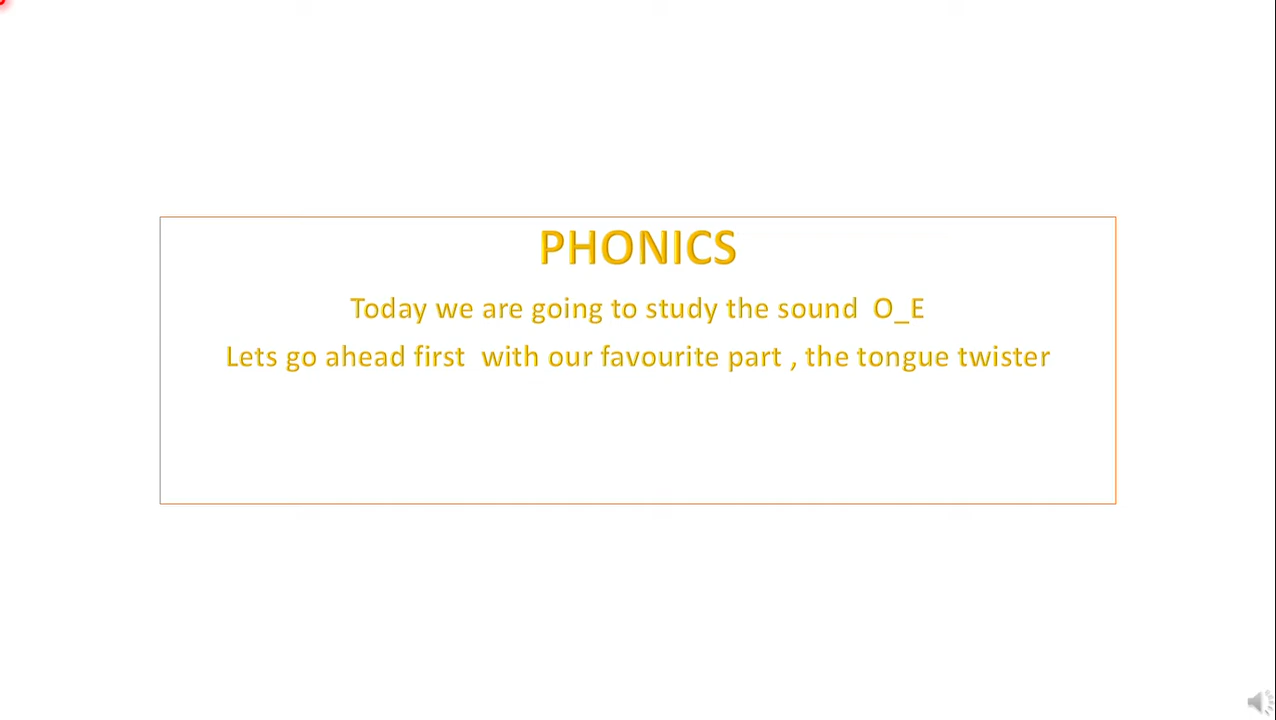 PHONICS
Today we are going to study the sound  O_E
Lets go ahead first  with our favourite part , the tongue twister